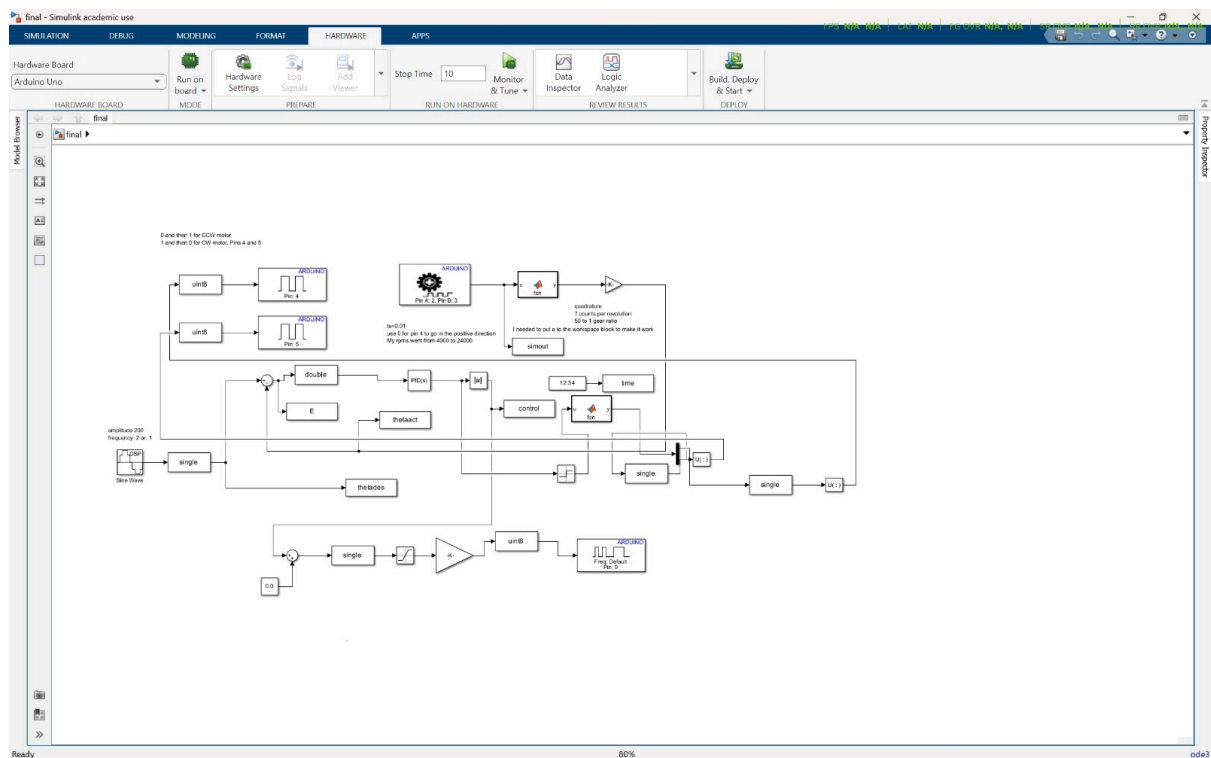 final - Simulink academic use
SIMULATION DEBUG MODELING FORMAT HARDWARE APPS
Hardware Board
Arduino Uno
Run on board
Hardware Settings
Log Signals
Add Viewer
Stop Time 10
Monitor & Tune
Data Inspector
Logic Analyzer
Build, Deploy & Start
HARDWARE BOARD MODE PREPARE RUN ON HARDWARE REVIEW RESULTS DEPLOY
Model Browser
final
final
Property Inspector
0 and then 1 for CCW motor
1 and then 0 for CW motor, Pins 4 and 5
uint8
ARDUINO
Pin: 4
ARDUINO
Pin A: 2, Pin B: 3
u
fcn
y
-K-
quadrature
7 counts per revolution
50 to 1 gear ratio
uint8
ARDUINO
Pin: 5
ts=0.01
use 0 for pin 4 to go in the positive direction
My rpms went from 4000 to 24000
I needed to put a to the workspace block to make it work
simout
double
PID(s)
|u|
12:34
time
E
control
u
fcn
y
thetaact
amplitude 200
frequency .2 or .1
DSP
Sine Wave
single
U( : )
single
single
U( : )
thetades
single
-K-
uint8
ARDUINO
Freq: Default
Pin: 9
0.0
Ready
80%
ode3